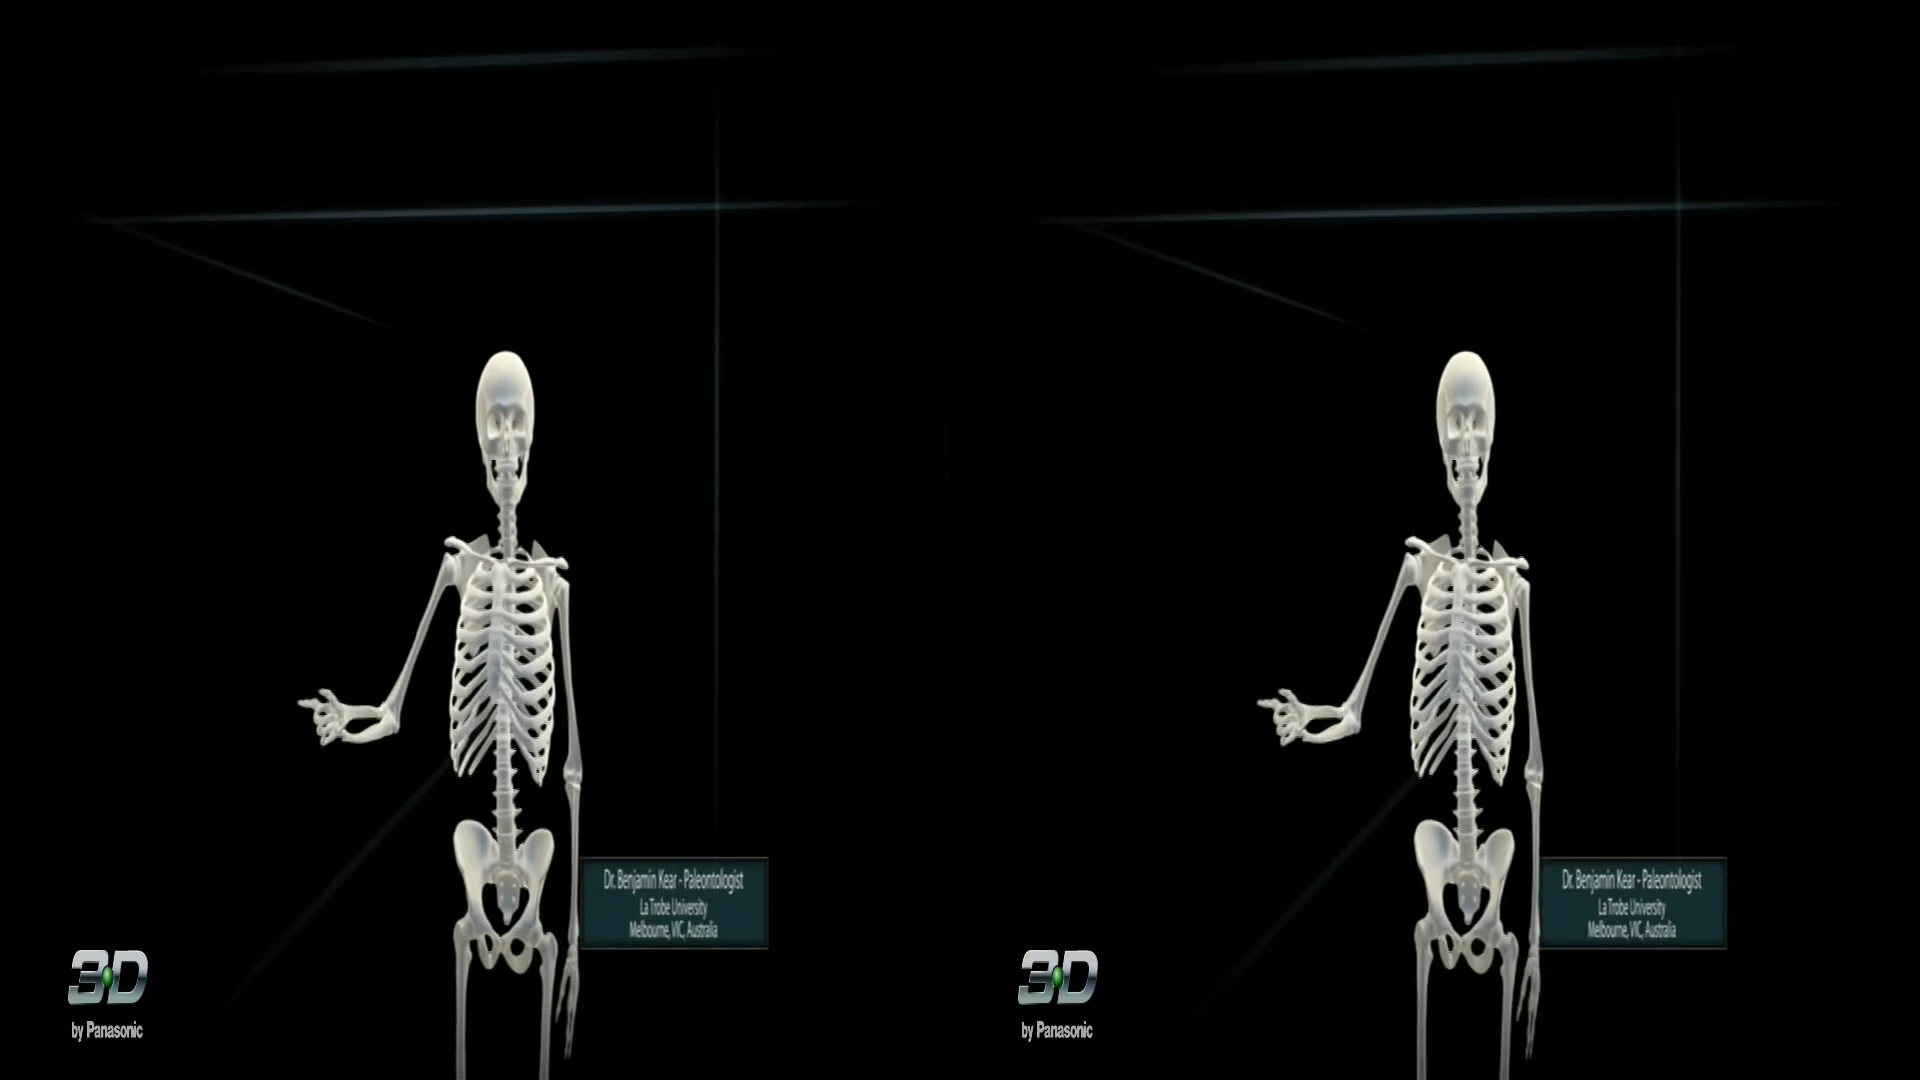 Dr. Benjamin Kear - Paleontologist
La Trobe University
Melbourne, VIC, Australia
3D
by Panasonic
Dr. Benjamin Kear - Paleontologist
La Trobe University
Melbourne, VIC, Australia
3D
by Panasonic